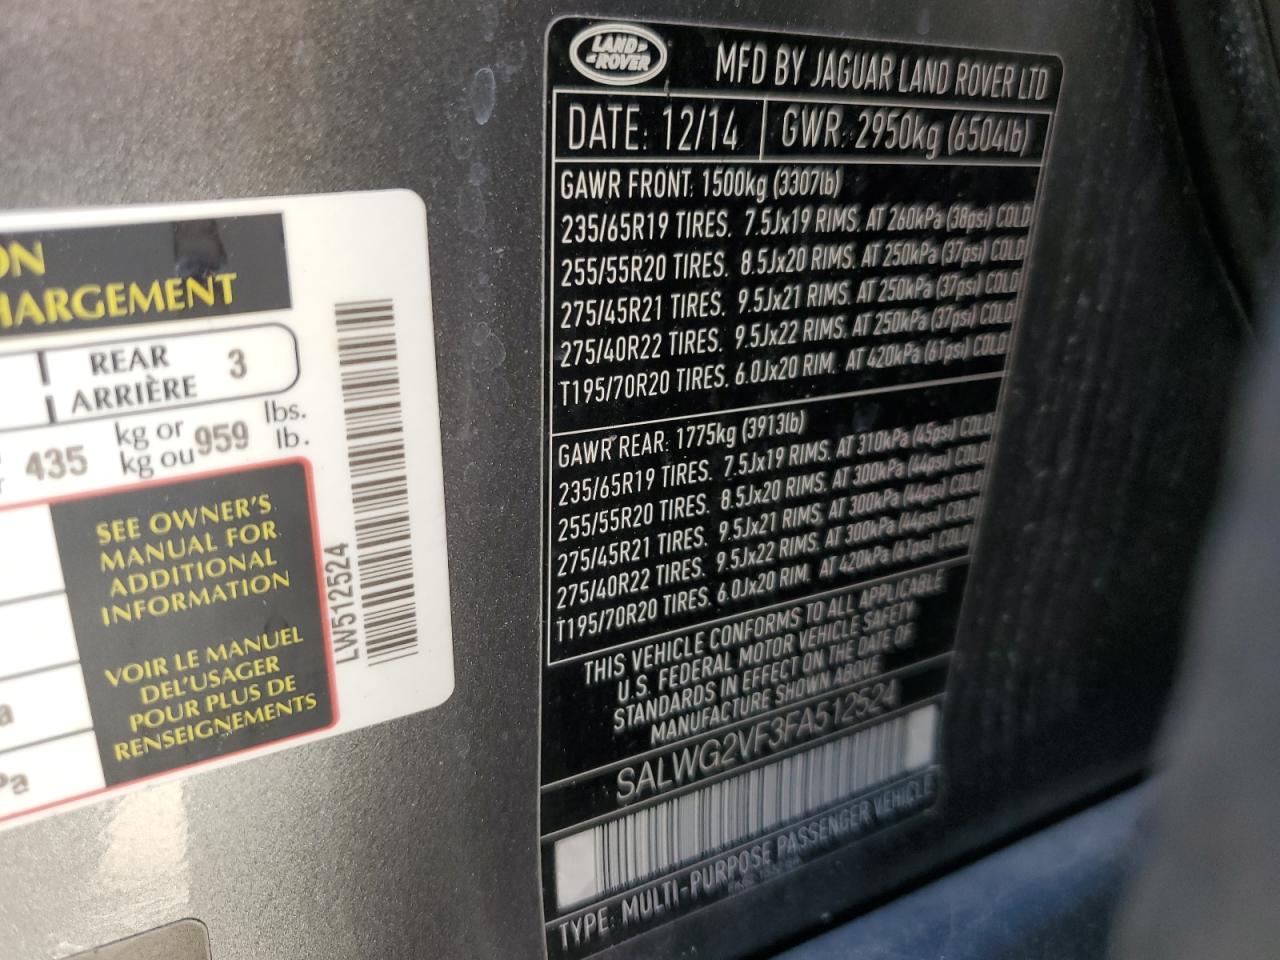 ON
HARGEMENT
REAR
ARRIÈRE
3
435 kg or 959 lbs.
kg ou lb.
SEE OWNER'S
MANUAL FOR
ADDITIONAL
INFORMATION
VOIR LE MANUEL
DEL'USAGER
POUR PLUS DE
RENSEIGNEMENTS
a
Pa
LW512524
LAND
ROVER
MFD BY JAGUAR LAND ROVER LTD
DATE: 12/14 GWR: 2950kg (6504lb)
GAWR FRONT: 1500kg (3307lb)
235/65R19 TIRES. 7.5Jx19 RIMS. AT 260kPa (38psi) COLD
255/55R20 TIRES. 8.5Jx20 RIMS. AT 250kPa (37psi) COLD
275/45R21 TIRES. 9.5Jx21 RIMS. AT 250kPa (37psi) COLD
275/40R22 TIRES. 9.5Jx22 RIMS. AT 250kPa (37psi) COLD
T195/70R20 TIRES. 6.0Jx20 RIM. AT 420kPa (61psi) COLD
GAWR REAR: 1775kg (3913lb)
235/65R19 TIRES. 7.5Jx19 RIMS. AT 310kPa (45psi) COLD
255/55R20 TIRES. 8.5Jx20 RIMS. AT 300kPa (44psi) COLD
275/45R21 TIRES. 9.5Jx21 RIMS. AT 300kPa (44psi) COLD
275/40R22 TIRES. 9.5Jx22 RIMS. AT 300kPa (44psi) COLD
T195/70R20 TIRES. 6.0Jx20 RIM. AT 420kPa (61psi) COLD
THIS VEHICLE CONFORMS TO ALL APPLICABLE
U.S. FEDERAL MOTOR VEHICLE SAFETY
STANDARDS IN EFFECT ON THE DATE OF
MANUFACTURE SHOWN ABOVE
SALWG2VF3FA512524
TYPE: MULTI-PURPOSE PASSENGER VEHICLE